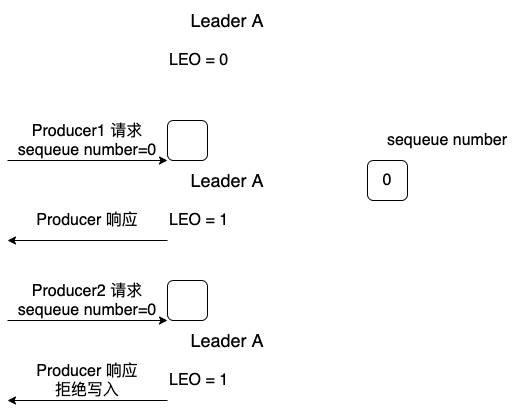 Leader A
LEO = 0
Producer1 请求
sequeue number=0
sequeue number
0
Leader A
Producer 响应
LEO = 1
Producer2 请求
sequeue number=0
Leader A
Producer 响应
拒绝写入
LEO = 1